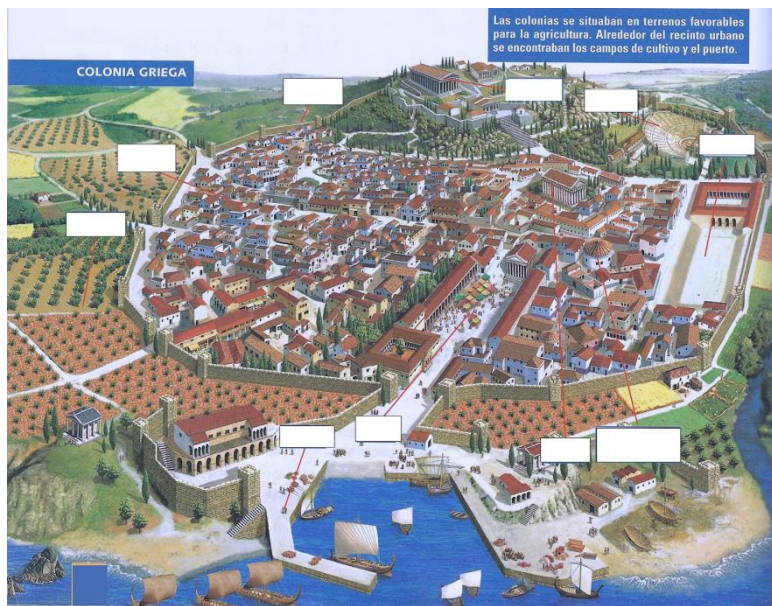 Las colonias se situaban en terrenos favorables
para la agricultura. Alrededor del recinto urbano
se encontraban los campos de cultivo y el puerto.
COLONIA GRIEGA